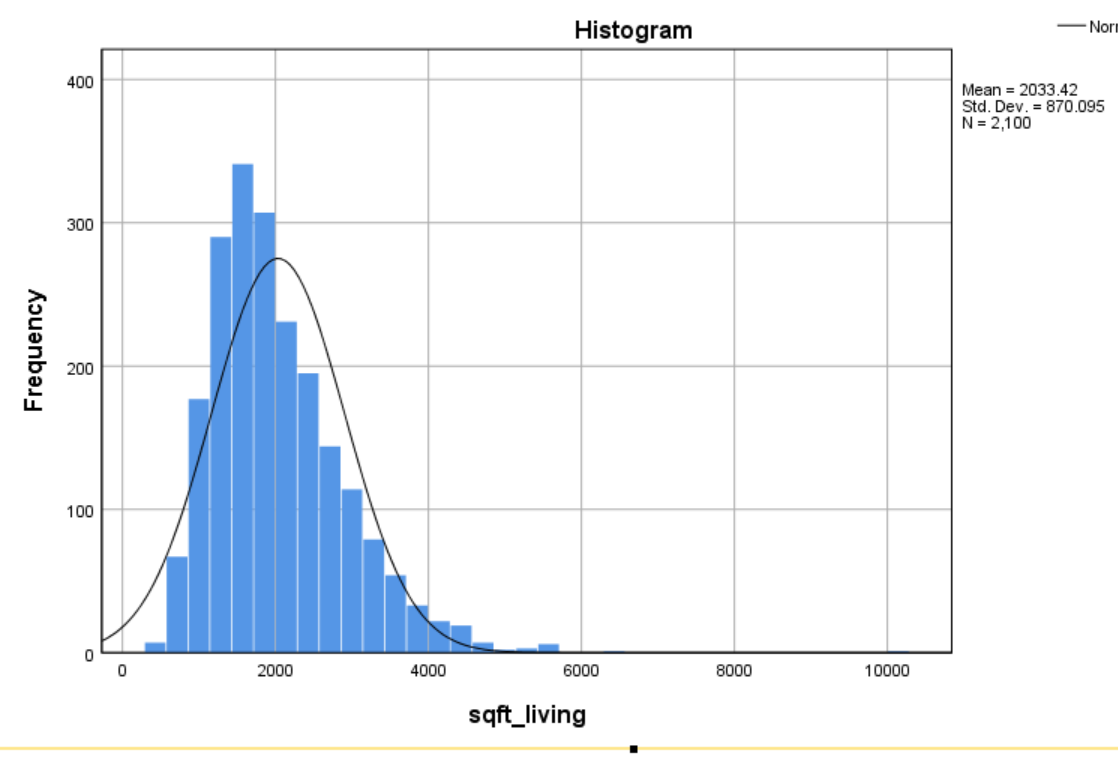 Histogram
Norr
Mean = 2033.42
Std. Dev. = 870.095
N = 2,100
400
300
200
100
0
Frequency
0 2000 4000 6000 8000 10000
sqft_living